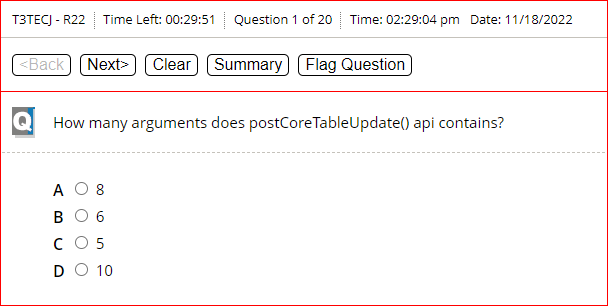 T3TECJ - R22 Time Left: 00:29:51 Question 1 of 20 Time: 02:29:04 pm Date: 11/18/2022
<Back Next> Clear Summary Flag Question
Q How many arguments does postCoreTableUpdate() api contains?
A 8
B 6
C 5
D 10